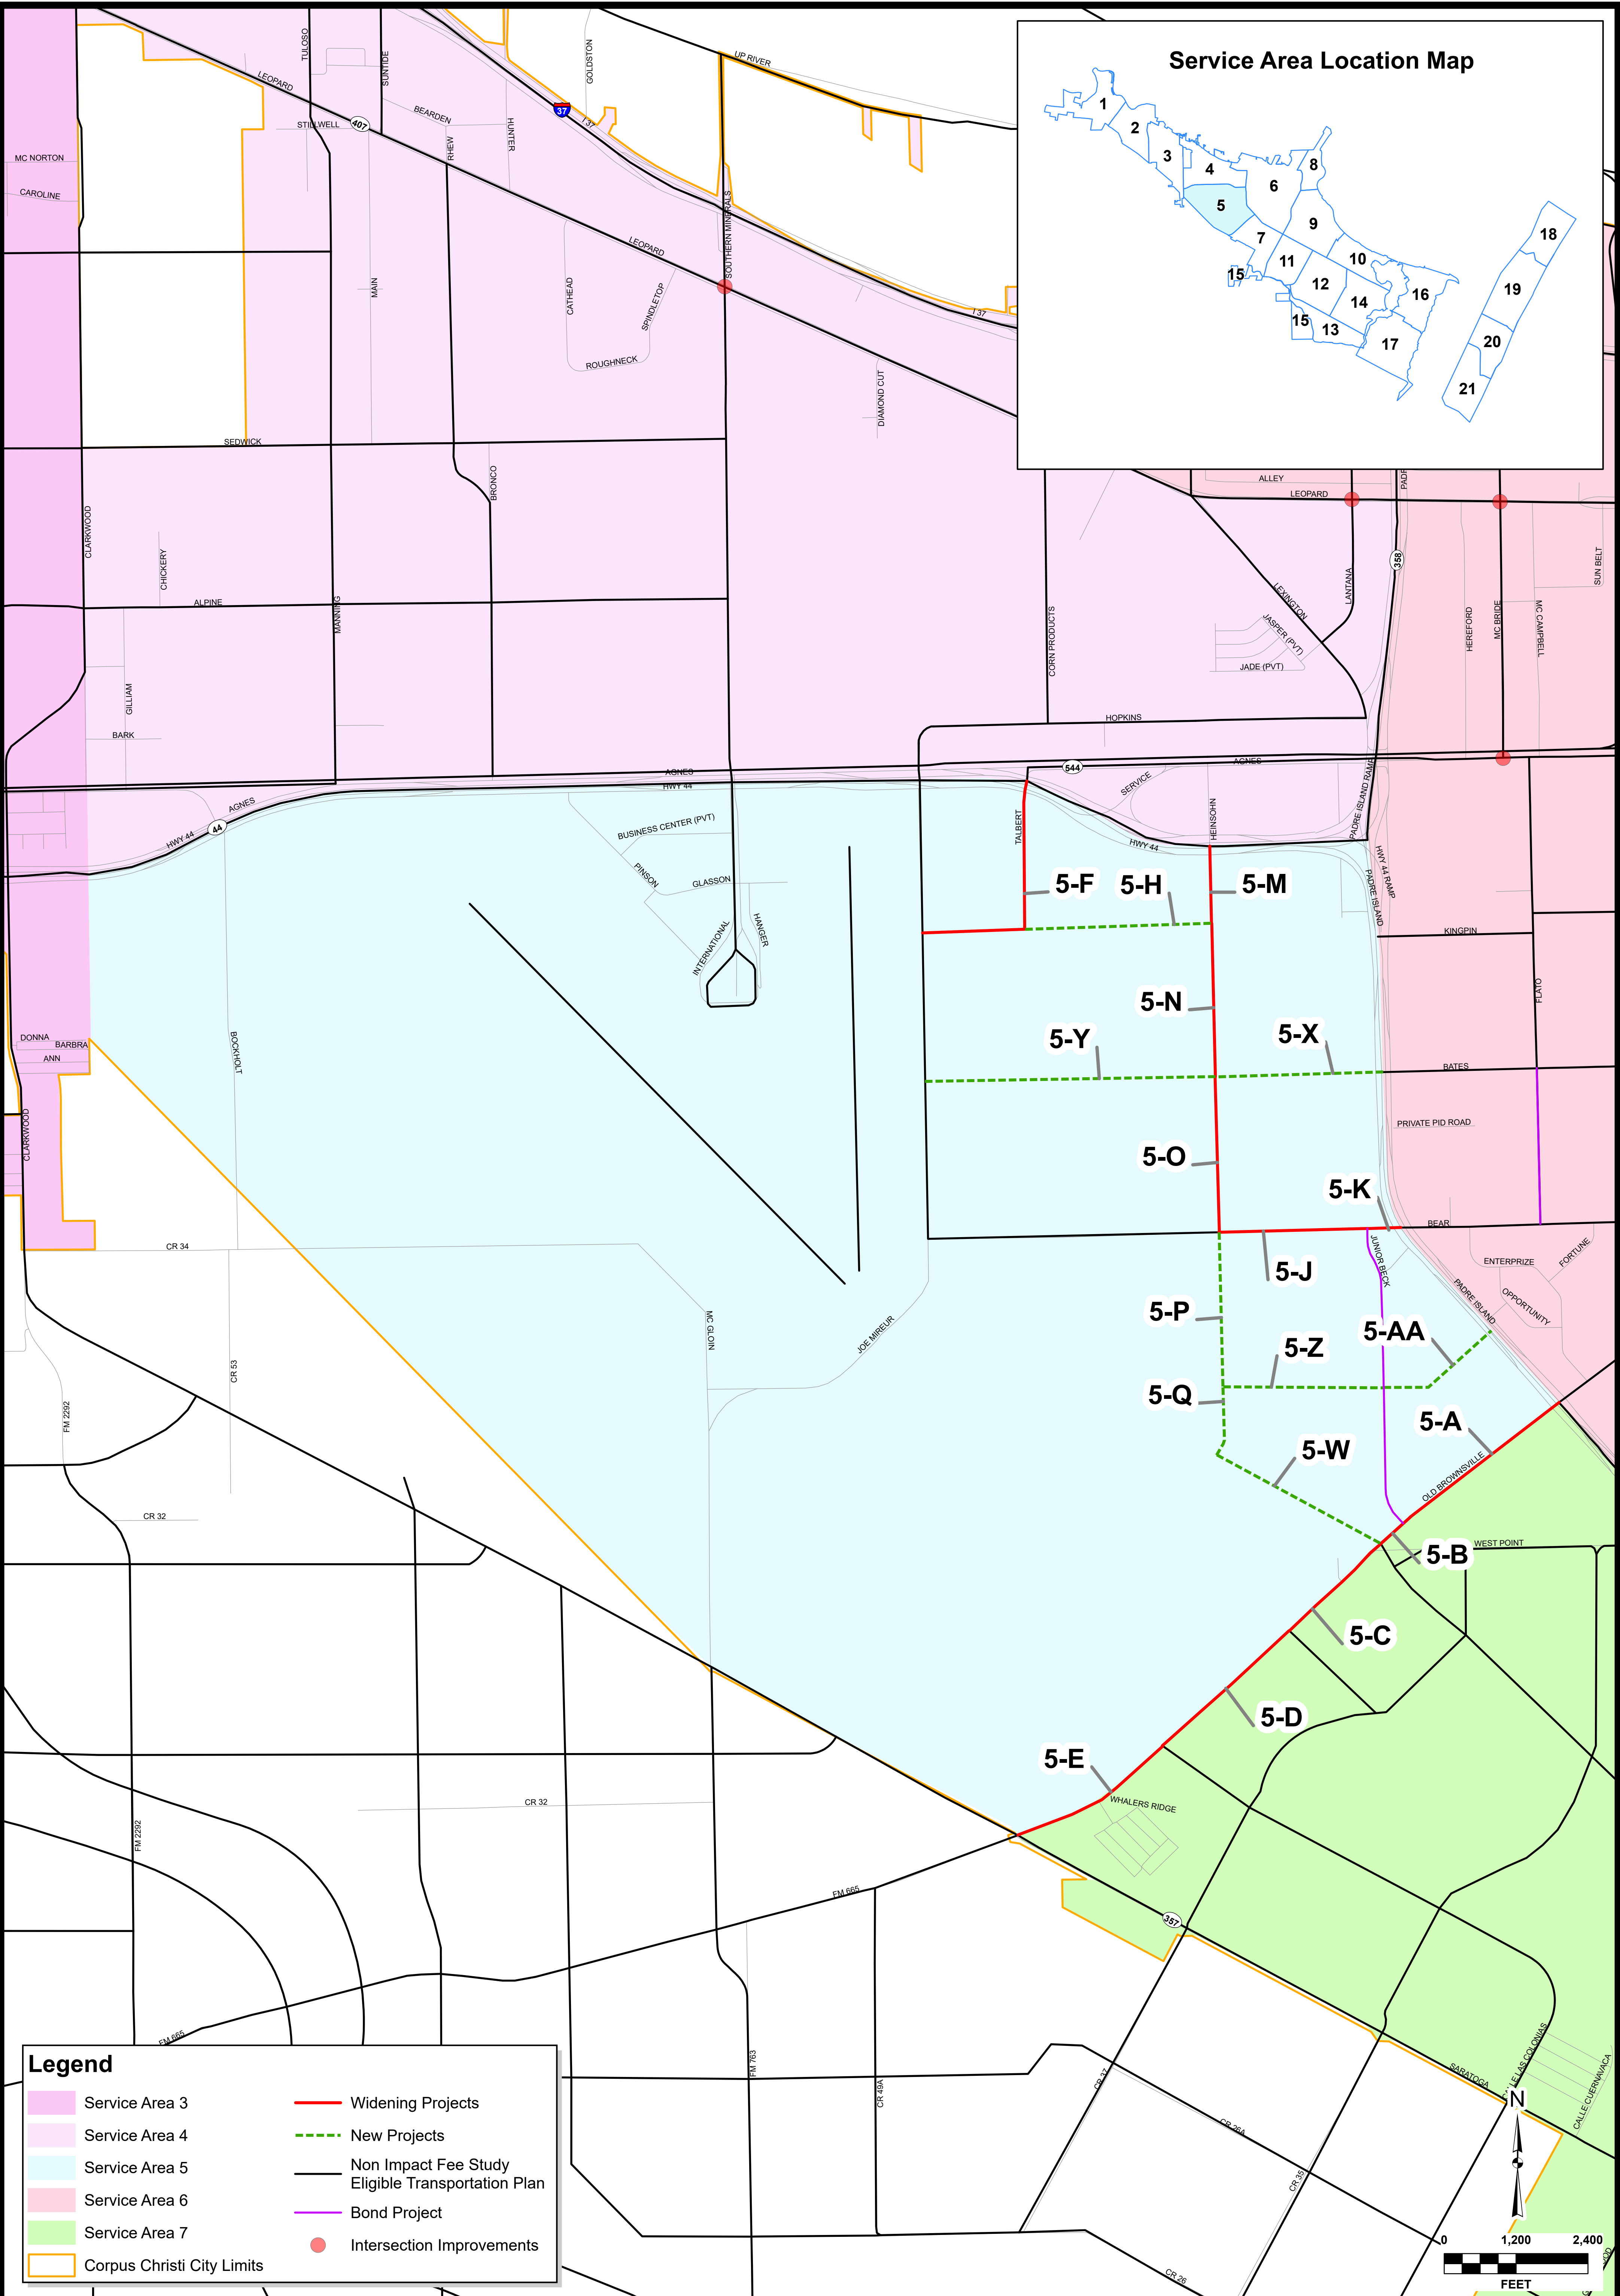 Service Area Location Map
1
2
3
4
5
6
7
8
9
10
11
12
13
14
15
15
16
17
18
19
20
21
TULOSO
SUNTIDE
GOLDSTON
UP RIVER
LEOPARD
407
STILLWELL
BEARDEN
RHEW
HUNTER
37
I 37
MC NORTON
CAROLINE
SOUTHERN MINERALS
LEOPARD
MAIN
CATHEAD
SPINDLETOP
ROUGHNECK
I 37
DIAMOND CUT
SEDWICK
BRONCO
CLARKWOOD
CHICKERY
ALPINE
MANNING
GILLIAM
BARK
CORN PRODUCTS
ALLEY
LEOPARD
358
LEXINGTON
LANTANA
JASPER (PVT)
JADE (PVT)
HEREFORD
MC BRIDE
MC CAMPBELL
SUN BELT
HOPKINS
AGNES
544
AGNES
HWY 44
AGNES
HWY 44
44
SERVICE
HEINSOHN
PADRE ISLAND RAMP
HWY 44
HWY 44 RAMP
PADRE ISLAND
BUSINESS CENTER (PVT)
PINSON
GLASSON
INTERNATIONAL
HANGER
TALBERT
5-F
5-H
5-M
KINGPIN
FLATO
5-N
5-Y
5-X
BATES
PRIVATE PID ROAD
DONNA
BARBRA
ANN
BOCKHOLT
CLARKWOOD
5-O
5-K
BEAR
CR 34
JUNIOR BECK
ENTERPRIZE
FORTUNE
OPPORTUNITY
PADRE ISLAND
5-J
5-P
5-AA
5-Z
5-Q
5-A
5-W
OLD BROWNSVILLE
MC GLOIN
JOE MIREUR
CR 53
FM 2292
CR 32
WEST POINT
5-B
5-C
5-D
5-E
WHALERS RIDGE
CR 32
FM 2292
FM 665
357
FM 665
FM 763
CR 49A
CR 37
CR 26A
CR 35
CR 26
SARATOGA
CALLE LAS COLONIAS
CALLE CUERNAVACA
Legend
Service Area 3
Service Area 4
Service Area 5
Service Area 6
Service Area 7
Corpus Christi City Limits
Widening Projects
New Projects
Non Impact Fee Study
Eligible Transportation Plan
Bond Project
Intersection Improvements
N
0 1,200 2,400
FEET